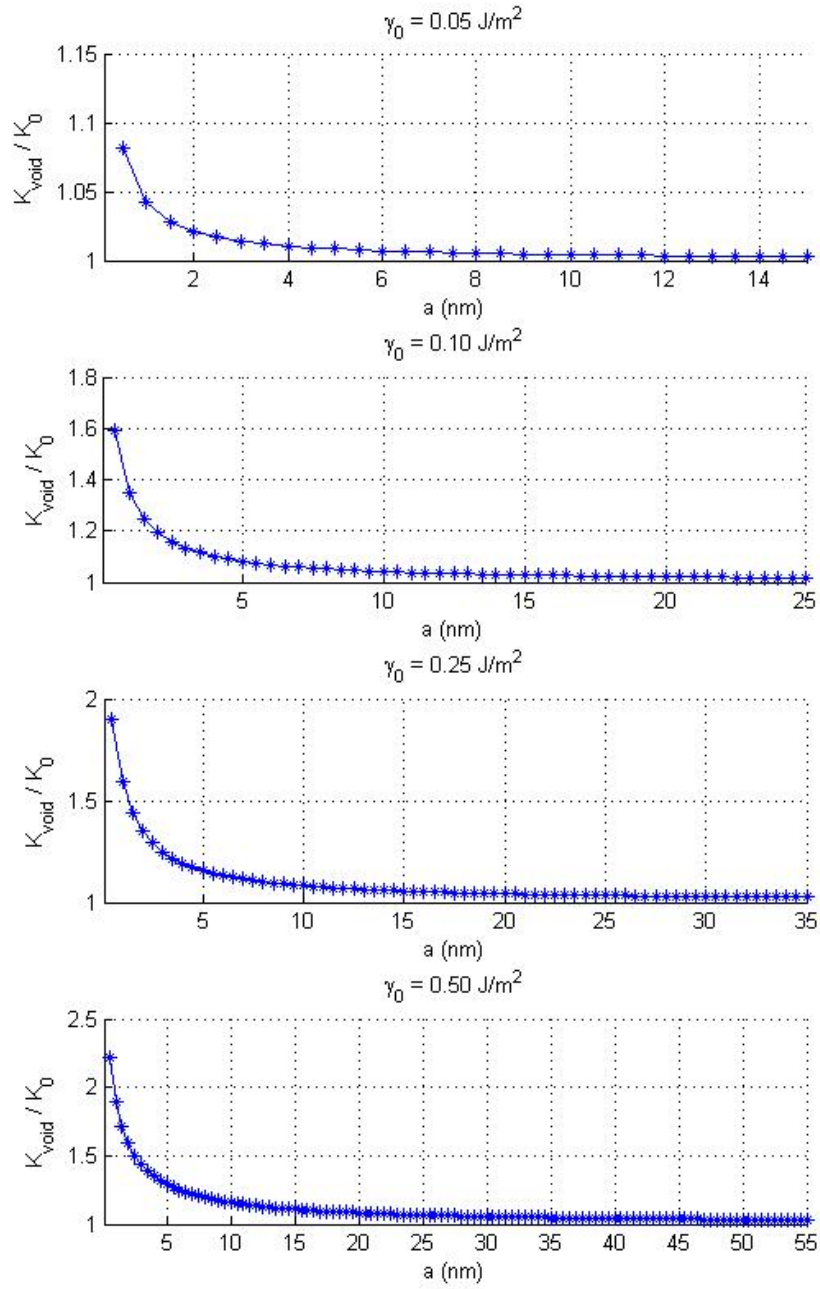 γ₀ = 0.05 J/m²
1.15
1.1
1.05
1
K_void / K₀
2 4 6 8 10 12 14
a (nm)
γ₀ = 0.10 J/m²
1.8
1.6
1.4
1.2
1
K_void / K₀
5 10 15 20 25
a (nm)
γ₀ = 0.25 J/m²
2
1.5
1
K_void / K₀
5 10 15 20 25 30 35
a (nm)
γ₀ = 0.50 J/m²
2.5
2
1.5
1
K_void / K₀
5 10 15 20 25 30 35 40 45 50 55
a (nm)